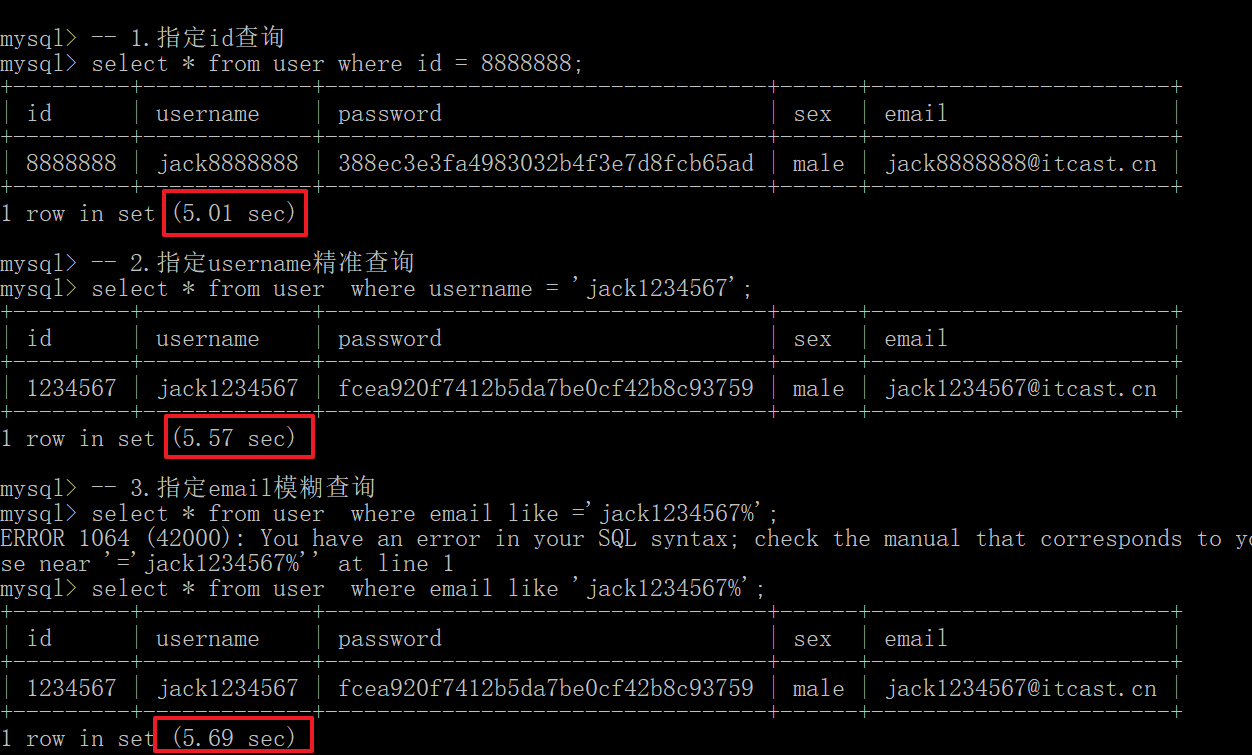 mysql> -- 1.指定id查询
mysql> select * from user where id = 8888888;
+---------+-------------+----------------------------------+------+-----------------------+
| id      | username    | password                         | sex  | email                 |
+---------+-------------+----------------------------------+------+-----------------------+
| 8888888 | jack8888888 | 388ec3e3fa4983032b4f3e7d8fcb65ad | male | jack8888888@itcast.cn |
+---------+-------------+----------------------------------+------+-----------------------+
1 row in set (5.01 sec)
mysql> -- 2.指定username精准查询
mysql> select * from user  where username = 'jack1234567';
+---------+-------------+----------------------------------+------+-----------------------+
| id      | username    | password                         | sex  | email                 |
+---------+-------------+----------------------------------+------+-----------------------+
| 1234567 | jack1234567 | fcea920f7412b5da7be0cf42b8c93759 | male | jack1234567@itcast.cn |
+---------+-------------+----------------------------------+------+-----------------------+
1 row in set (5.57 sec)
mysql> -- 3.指定email模糊查询
mysql> select * from user  where email like ='jack1234567%';
ERROR 1064 (42000): You have an error in your SQL syntax; check the manual that corresponds to
se near '='jack1234567%'' at line 1
mysql> select * from user  where email like 'jack1234567%';
+---------+-------------+----------------------------------+------+-----------------------+
| id      | username    | password                         | sex  | email                 |
+---------+-------------+----------------------------------+------+-----------------------+
| 1234567 | jack1234567 | fcea920f7412b5da7be0cf42b8c93759 | male | jack1234567@itcast.cn |
+---------+-------------+----------------------------------+------+-----------------------+
1 row in set (5.69 sec)